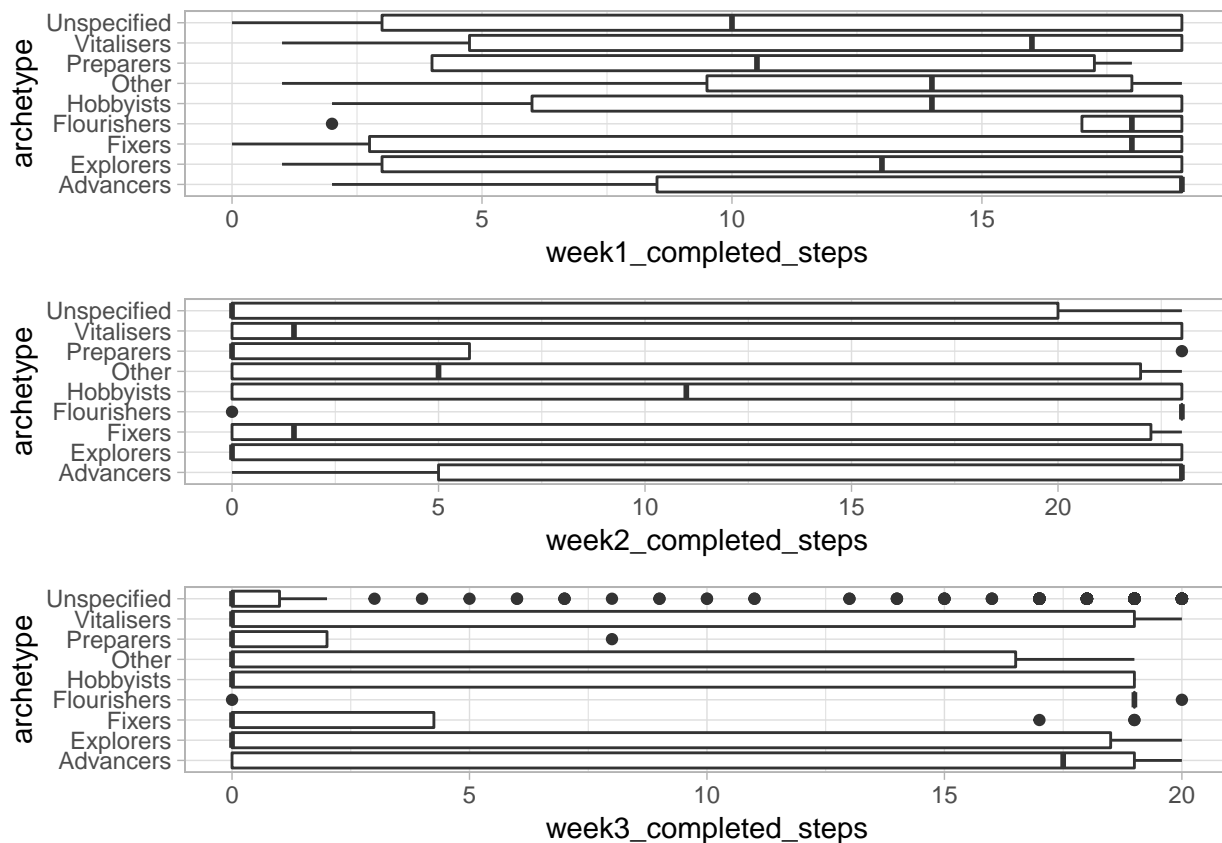 archetype
Unspecified
Vitalisers
Preparers
Other
Hobbyists
Flourishers
Fixers
Explorers
Advancers
0 5 10 15
week1_completed_steps
archetype
Unspecified
Vitalisers
Preparers
Other
Hobbyists
Flourishers
Fixers
Explorers
Advancers
0 5 10 15 20
week2_completed_steps
archetype
Unspecified
Vitalisers
Preparers
Other
Hobbyists
Flourishers
Fixers
Explorers
Advancers
0 5 10 15 20
week3_completed_steps